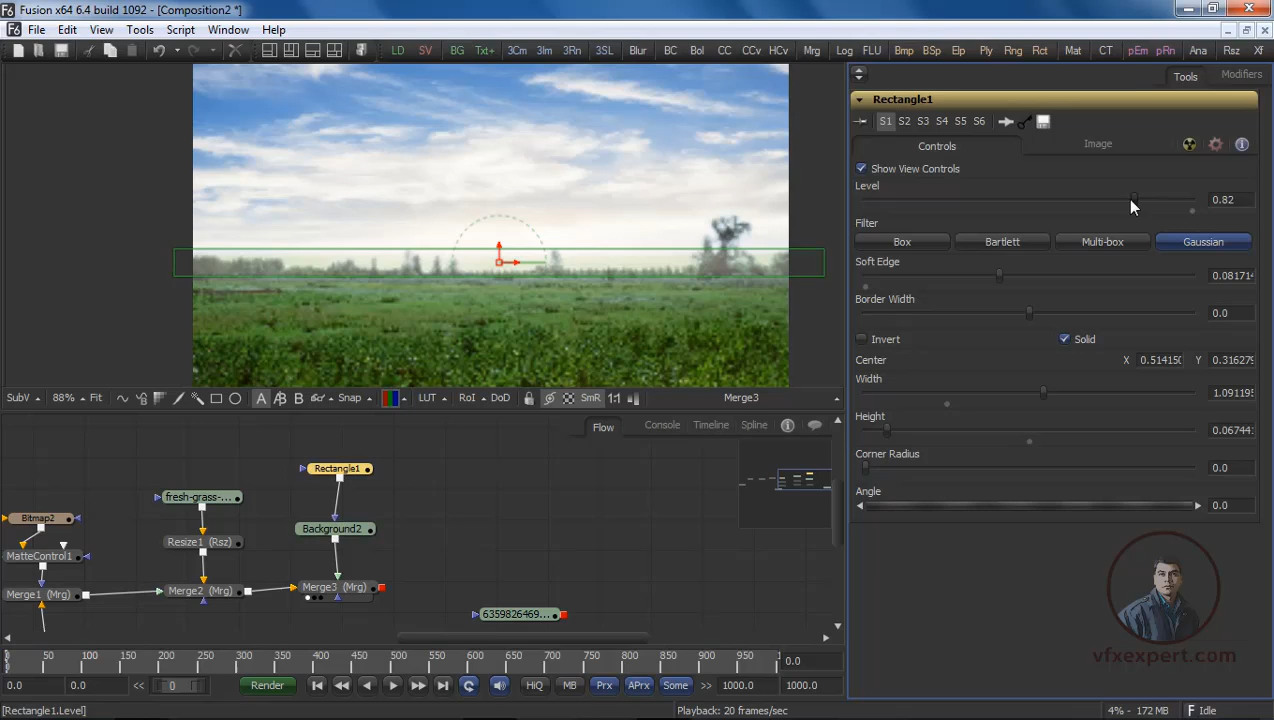 Fusion x64 6.4 build 1092 - [Composition2 *]
File Edit View Tools Script Window Help
LD SV BG Txt+ 3Cm 3Im 3Rn 3SL Blur BC Bol CC CCv HCv Mrg Log FLU Bmp BSp Elp Ply Rng Rct Mat CT pEm pRn Ana Rsz Xf
Tools Modifiers
Rectangle1
S1 S2 S3 S4 S5 S6
Controls Image
Show View Controls
Level
0.82
Filter
Box Bartlett Multi-box Gaussian
Soft Edge
0.081714
Border Width
0.0
Invert Solid
Center X 0.514150 Y 0.316279
Width
1.091195
Height
0.067441
Corner Radius
0.0
Angle
0.0
SubV 88% Fit A B Snap LUT RoI DoD SmR 1:1 Merge3
Flow Console Timeline Spline
Rectangle1
fresh-grass-...
Bitmap2
Background2
Resize1 (Rsz)
MatteControl1
Merge1 (Mrg)
Merge2 (Mrg)
Merge3 (Mrg)
6359826469...
vfxexpert.com
0 50 100 150 200 250 300 350 400 450 500 550 600 650 700 750 800 850 900 950 0.0
0.0 0.0 << 0 Render HiQ MB Prx APrx Some >> 1000.0 1000.0
[Rectangle1.Level] Playback: 20 frames/sec 4% - 172 MB Idle